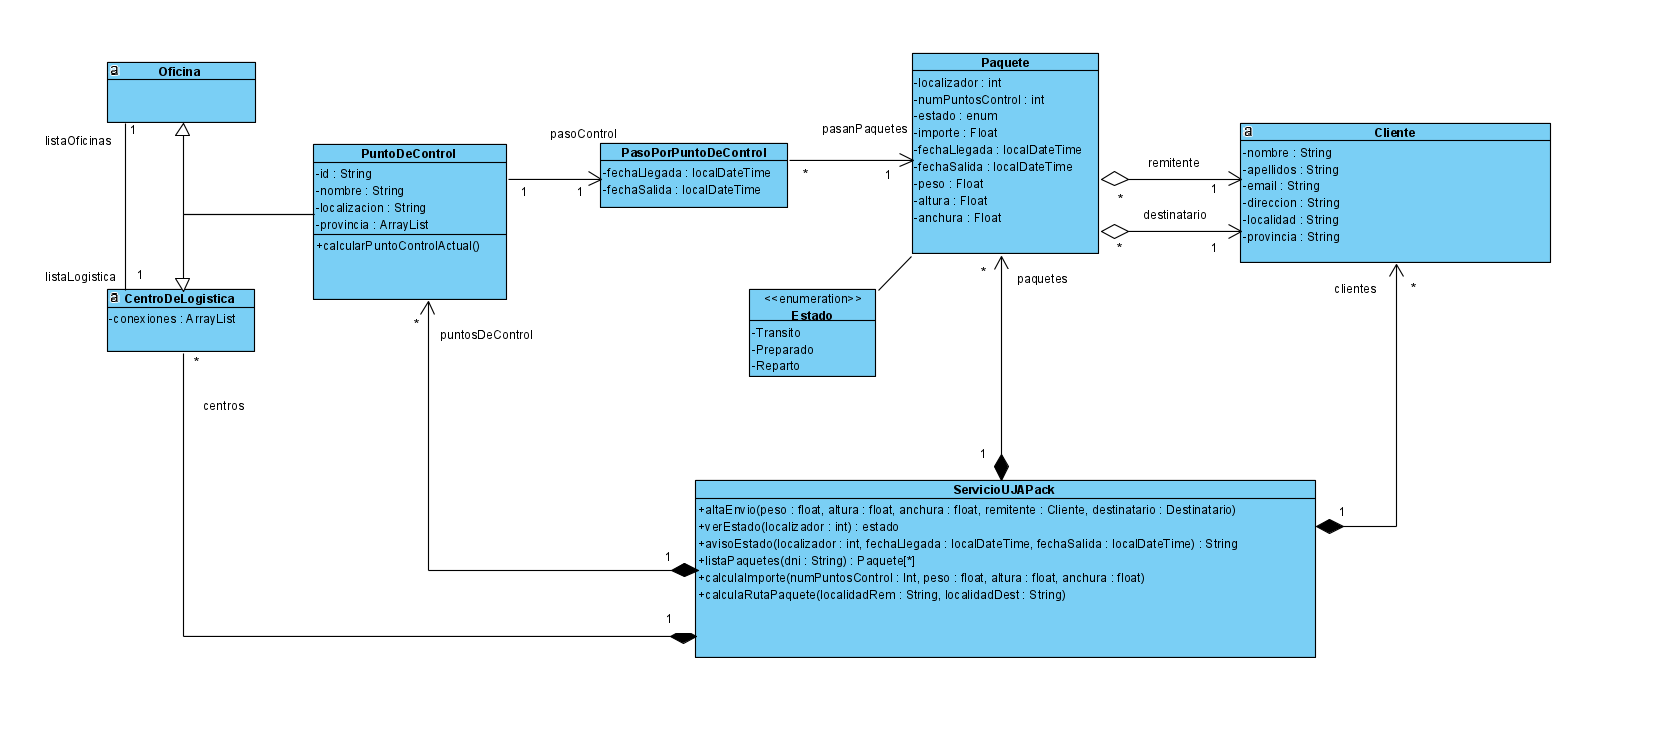 a
Oficina
1
listaOficinas
listaLogistica
1
a
CentroDeLogistica
-conexiones : ArrayList
*
centros
PuntoDeControl
-id : String
-nombre : String
-localizacion : String
-provincia : ArrayList
+calcularPuntoControlActual()
*
puntosDeControl
pasoControl
1
1
PasoPorPuntoDeControl
-fechaLlegada : localDateTime
-fechaSalida : localDateTime
pasanPaquetes
*
1
Paquete
-localizador : int
-numPuntosControl : int
-estado : enum
-importe : Float
-fechaLlegada : localDateTime
-fechaSalida : localDateTime
-peso : Float
-altura : Float
-anchura : Float
<<enumeration>>
Estado
-Transito
-Preparado
-Reparto
remitente
*
1
destinatario
*
1
a
Cliente
-nombre : String
-apellidos : String
-email : String
-direccion : String
-localidad : String
-provincia : String
*
paquetes
clientes
*
1
1
1
1
ServicioUJAPack
+altaEnvio(peso : float, altura : float, anchura : float, remitente : Cliente, destinatario : Destinatario)
+verEstado(localizador : int) : estado
+avisoEstado(localizador : int, fechaLlegada : localDateTime, fechaSalida : localDateTime) : String
+listaPaquetes(dni : String) : Paquete[*]
+calculaImporte(numPuntosControl : Int, peso : float, altura : float, anchura : float)
+calculaRutaPaquete(localidadRem : String, localidadDest : String)